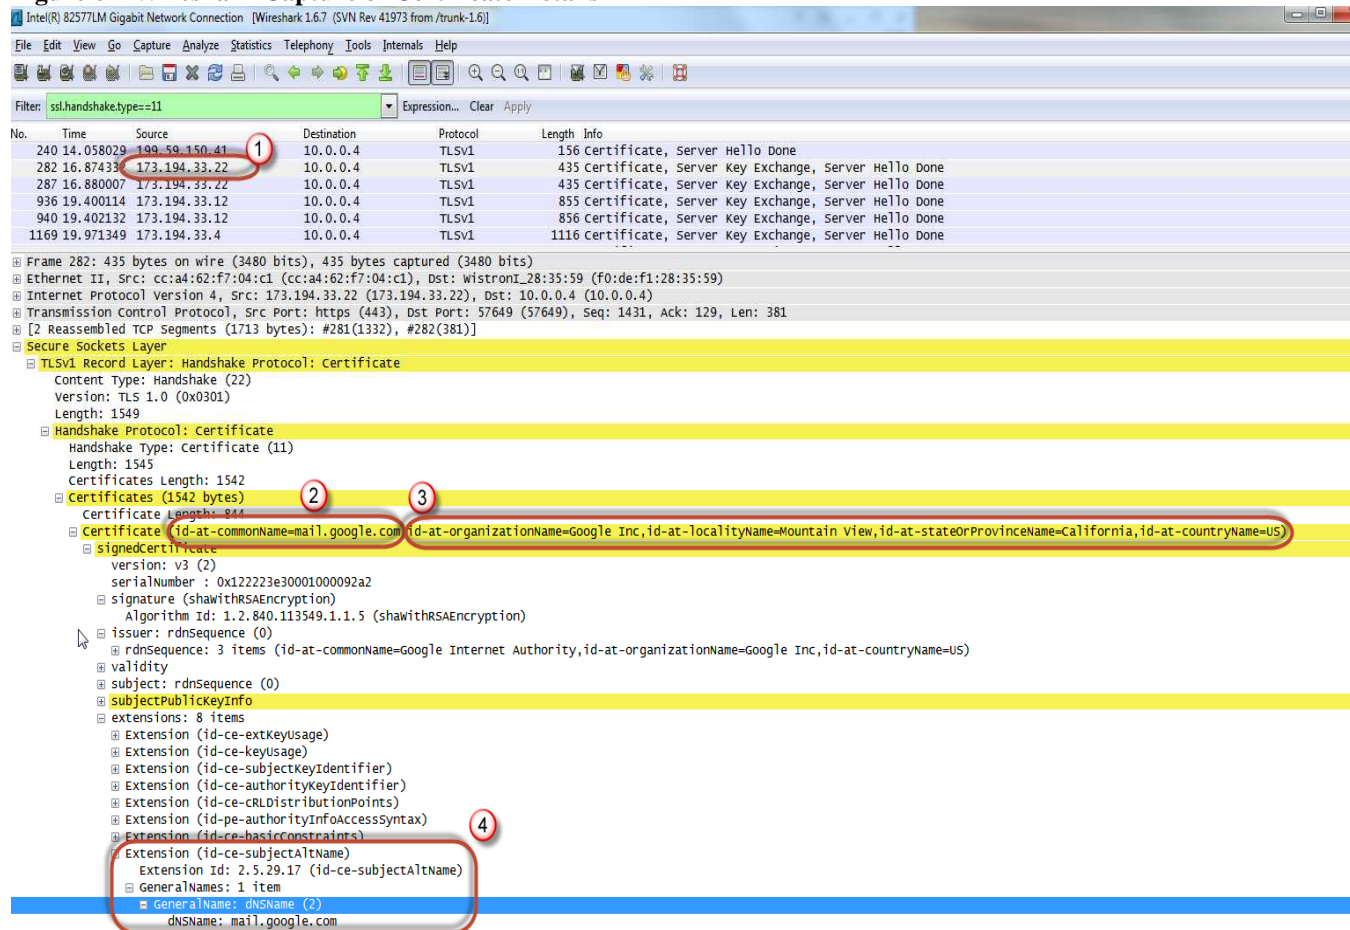 Intel(R) 82577LM Gigabit Network Connection [Wireshark 1.6.7 (SVN Rev 41973 from /trunk-1.6)]
File Edit View Go Capture Analyze Statistics Telephony Tools Internals Help
Filter: ssl.handshake.type==11 Expression... Clear Apply
No. Time Source Destination Protocol Length Info
240 14.058029 199.59.150.41 10.0.0.4 TLSv1 156 Certificate, Server Hello Done
1
282 16.87433 173.194.33.22 10.0.0.4 TLSv1 435 Certificate, Server Key Exchange, Server Hello Done
287 16.880007 173.194.33.22 10.0.0.4 TLSv1 435 Certificate, Server Key Exchange, Server Hello Done
936 19.400114 173.194.33.12 10.0.0.4 TLSv1 855 Certificate, Server Key Exchange, Server Hello Done
940 19.402132 173.194.33.12 10.0.0.4 TLSv1 856 Certificate, Server Key Exchange, Server Hello Done
1169 19.971349 173.194.33.4 10.0.0.4 TLSv1 1116 Certificate, Server Key Exchange, Server Hello Done
Frame 282: 435 bytes on wire (3480 bits), 435 bytes captured (3480 bits)
Ethernet II, Src: cc:a4:62:f7:04:c1 (cc:a4:62:f7:04:c1), Dst: WistronI_28:35:59 (f0:de:f1:28:35:59)
Internet Protocol Version 4, Src: 173.194.33.22 (173.194.33.22), Dst: 10.0.0.4 (10.0.0.4)
Transmission Control Protocol, Src Port: https (443), Dst Port: 57649 (57649), Seq: 1431, Ack: 129, Len: 381
[2 Reassembled TCP Segments (1713 bytes): #281(1332), #282(381)]
Secure Sockets Layer
TLSv1 Record Layer: Handshake Protocol: Certificate
Content Type: Handshake (22)
Version: TLS 1.0 (0x0301)
Length: 1549
Handshake Protocol: Certificate
Handshake Type: Certificate (11)
Length: 1545
Certificates Length: 1542
Certificates (1542 bytes)
2 3
Certificate Length: 844
Certificate (id-at-commonName=mail.google.com,id-at-organizationName=Google Inc,id-at-localityName=Mountain View,id-at-stateOrProvinceName=California,id-at-countryName=US)
signedCertificate
version: v3 (2)
serialNumber : 0x122223e30001000092a2
signature (shaWithRSAEncryption)
Algorithm Id: 1.2.840.113549.1.1.5 (shaWithRSAEncryption)
issuer: rdnSequence (0)
rdnSequence: 3 items (id-at-commonName=Google Internet Authority,id-at-organizationName=Google Inc,id-at-countryName=US)
validity
subject: rdnSequence (0)
subjectPublicKeyInfo
extensions: 8 items
Extension (id-ce-extKeyUsage)
Extension (id-ce-keyUsage)
Extension (id-ce-subjectKeyIdentifier)
Extension (id-ce-authorityKeyIdentifier)
Extension (id-ce-cRLDistributionPoints)
Extension (id-pe-authorityInfoAccessSyntax)
4
Extension (id-ce-basicConstraints)
Extension (id-ce-subjectAltName)
Extension Id: 2.5.29.17 (id-ce-subjectAltName)
GeneralNames: 1 item
GeneralName: dNSName (2)
dNSName: mail.google.com